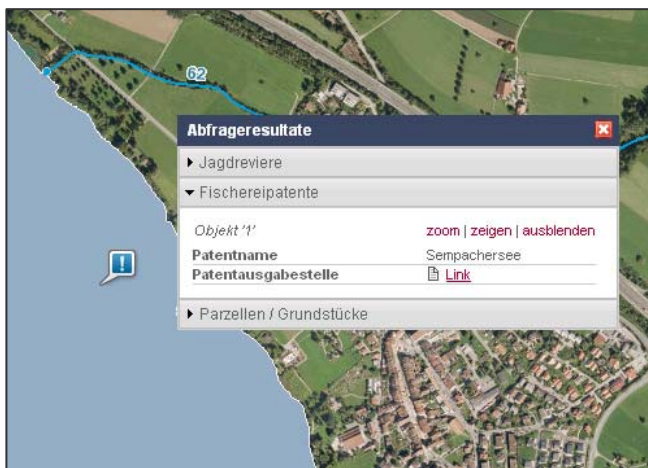 62
Abfrageresultate
Jagdreviere
Fischereipatente
Objekt '1' zoom | zeigen | ausblenden
Patentname Sempachersee
Patentausgabestelle Link
Parzellen / Grundstücke